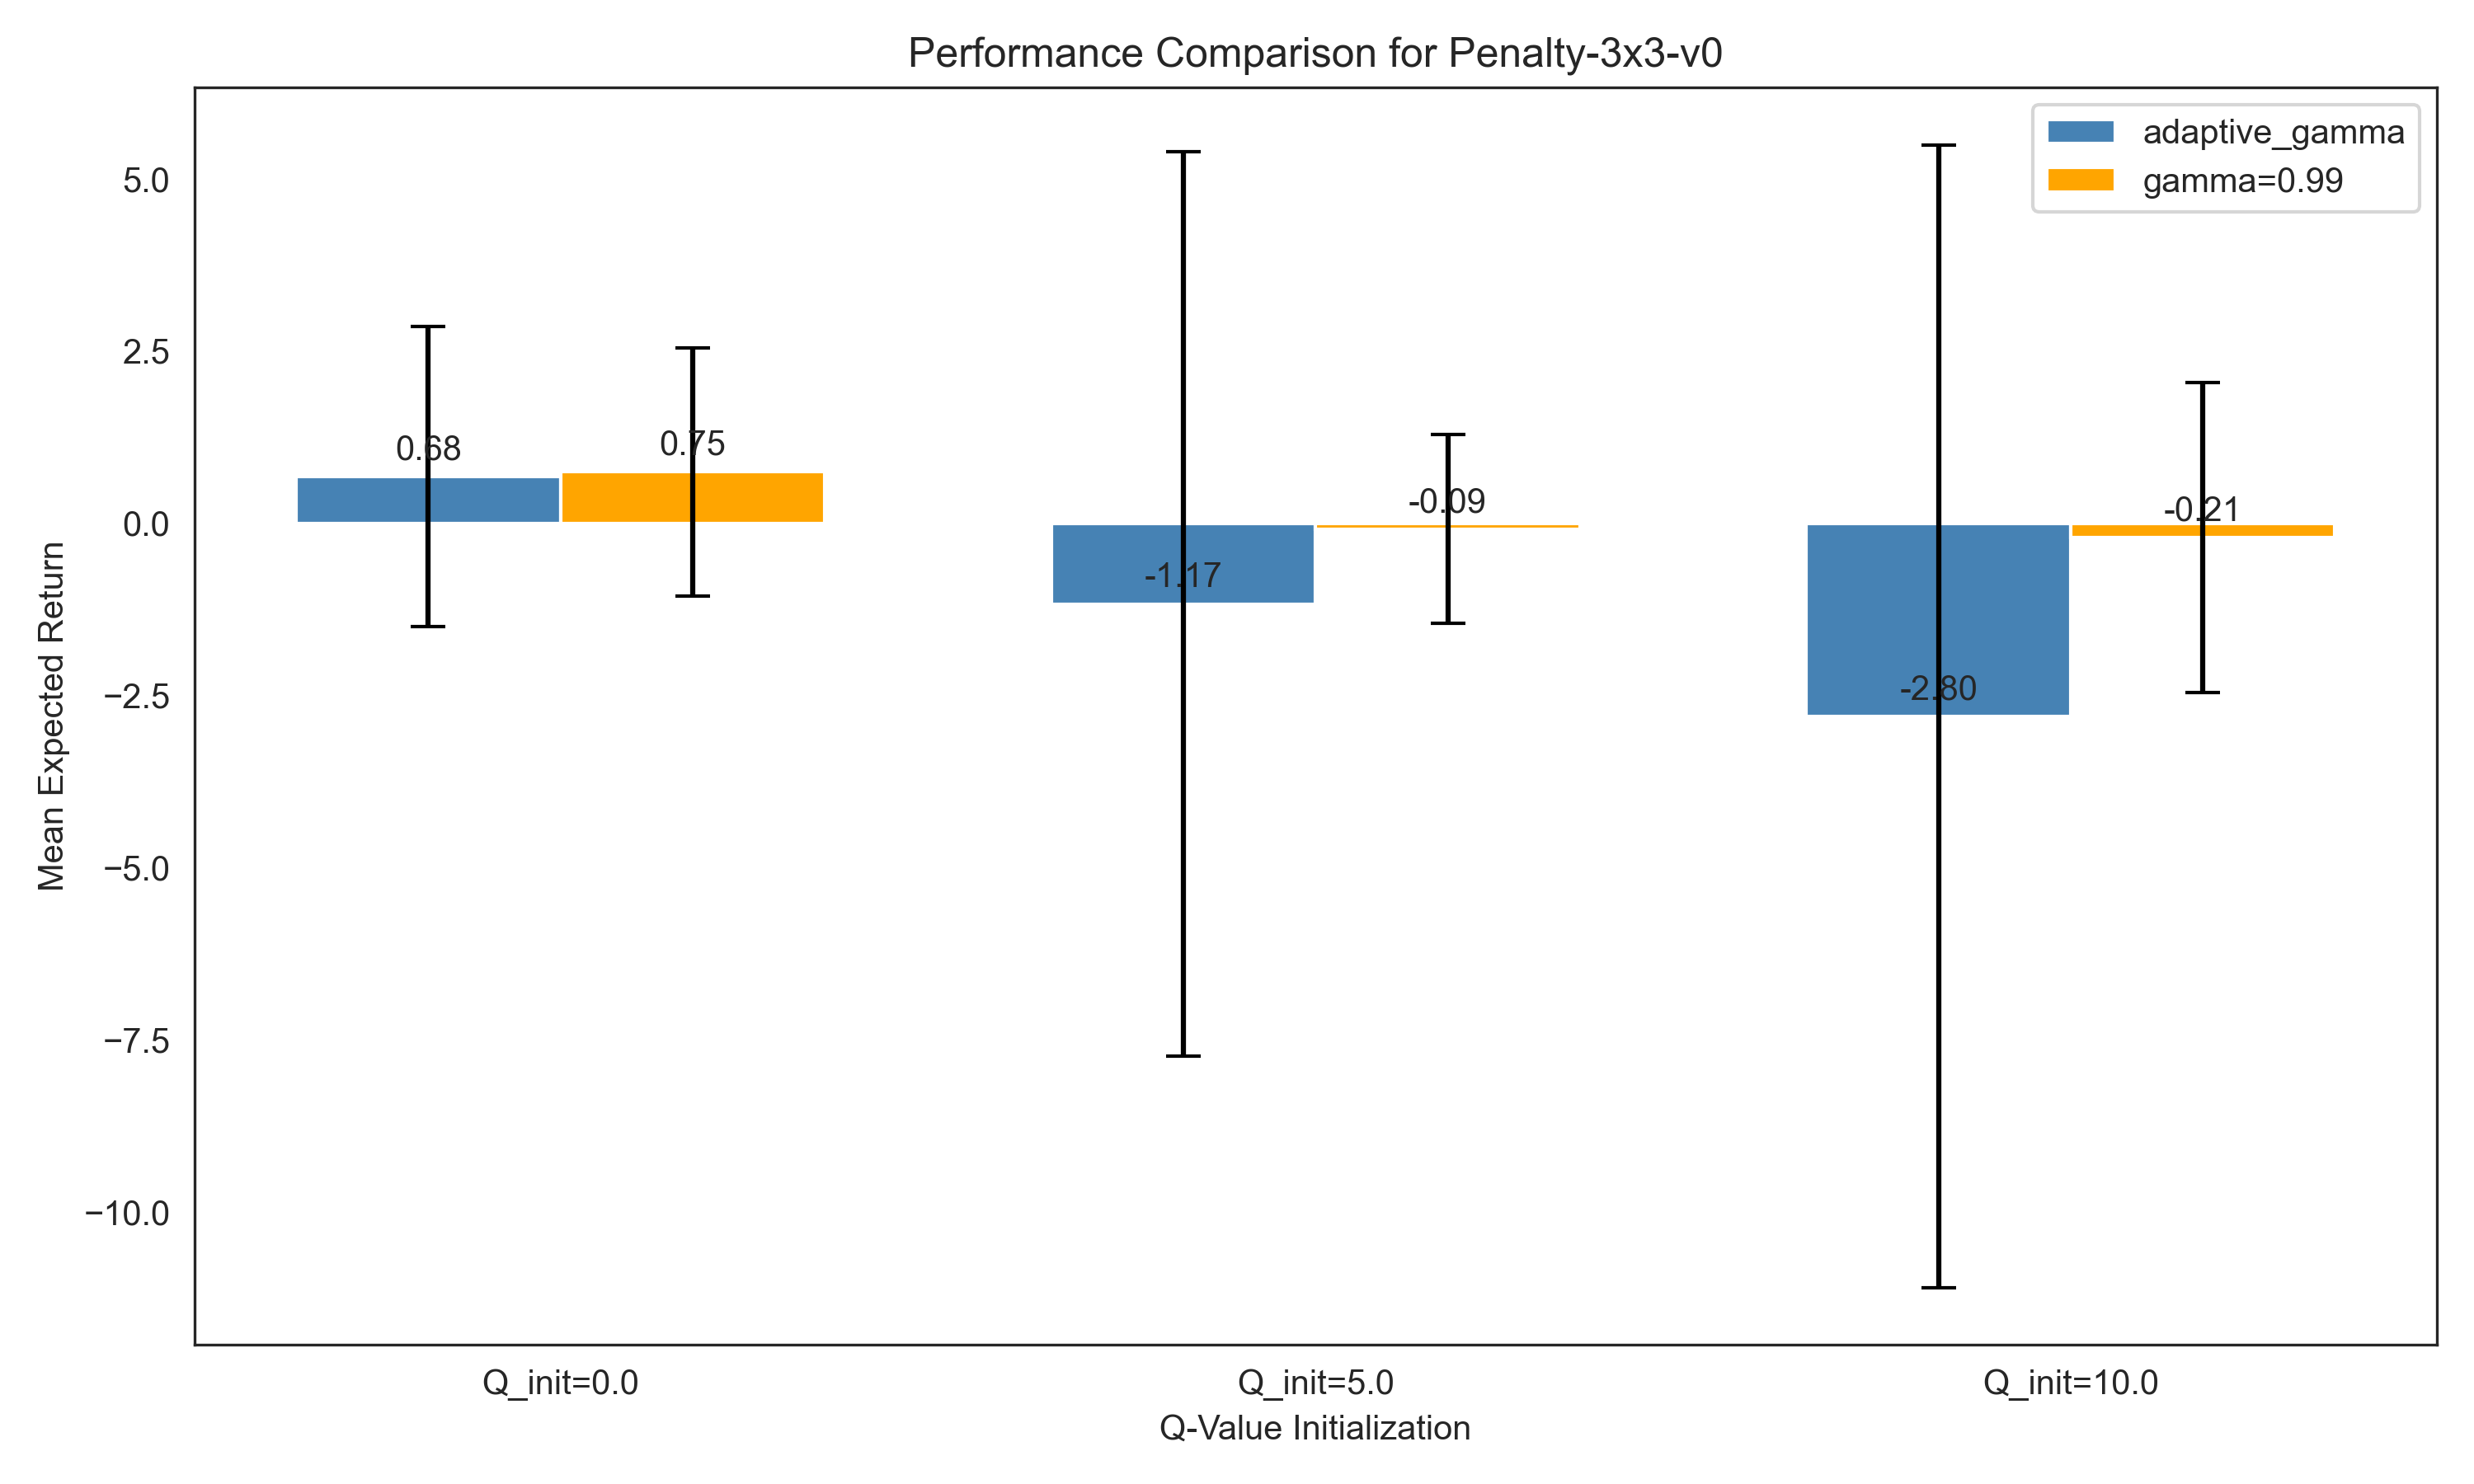 Performance Comparison for Penalty-3x3-v0
adaptive_gamma
gamma=0.99
Mean Expected Return
5.0
2.5
0.0
−2.5
−5.0
−7.5
−10.0
0.68
0.75
-1.17
-0.09
-2.80
-0.21
Q_init=0.0
Q_init=5.0
Q_init=10.0
Q-Value Initialization